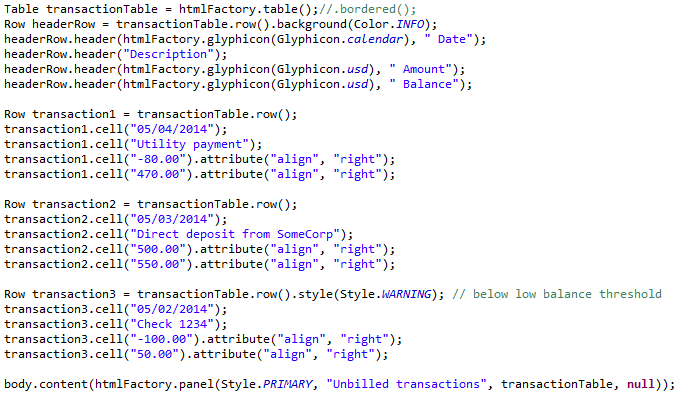 Table transactionTable = htmlFactory.table();//.bordered();
Row headerRow = transactionTable.row().background(Color.INFO);
headerRow.header(htmlFactory.glyphicon(Glyphicon.calendar), " Date");
headerRow.header("Description");
headerRow.header(htmlFactory.glyphicon(Glyphicon.usd), " Amount");
headerRow.header(htmlFactory.glyphicon(Glyphicon.usd), " Balance");

Row transaction1 = transactionTable.row();
transaction1.cell("05/04/2014");
transaction1.cell("Utility payment");
transaction1.cell("-80.00").attribute("align", "right");
transaction1.cell("470.00").attribute("align", "right");

Row transaction2 = transactionTable.row();
transaction2.cell("05/03/2014");
transaction2.cell("Direct deposit from SomeCorp");
transaction2.cell("500.00").attribute("align", "right");
transaction2.cell("550.00").attribute("align", "right");

Row transaction3 = transactionTable.row().style(Style.WARNING); // below low balance threshold
transaction3.cell("05/02/2014");
transaction3.cell("Check 1234");
transaction3.cell("-100.00").attribute("align", "right");
transaction3.cell("50.00").attribute("align", "right");

body.content(htmlFactory.panel(Style.PRIMARY, "Unbilled transactions", transactionTable, null));